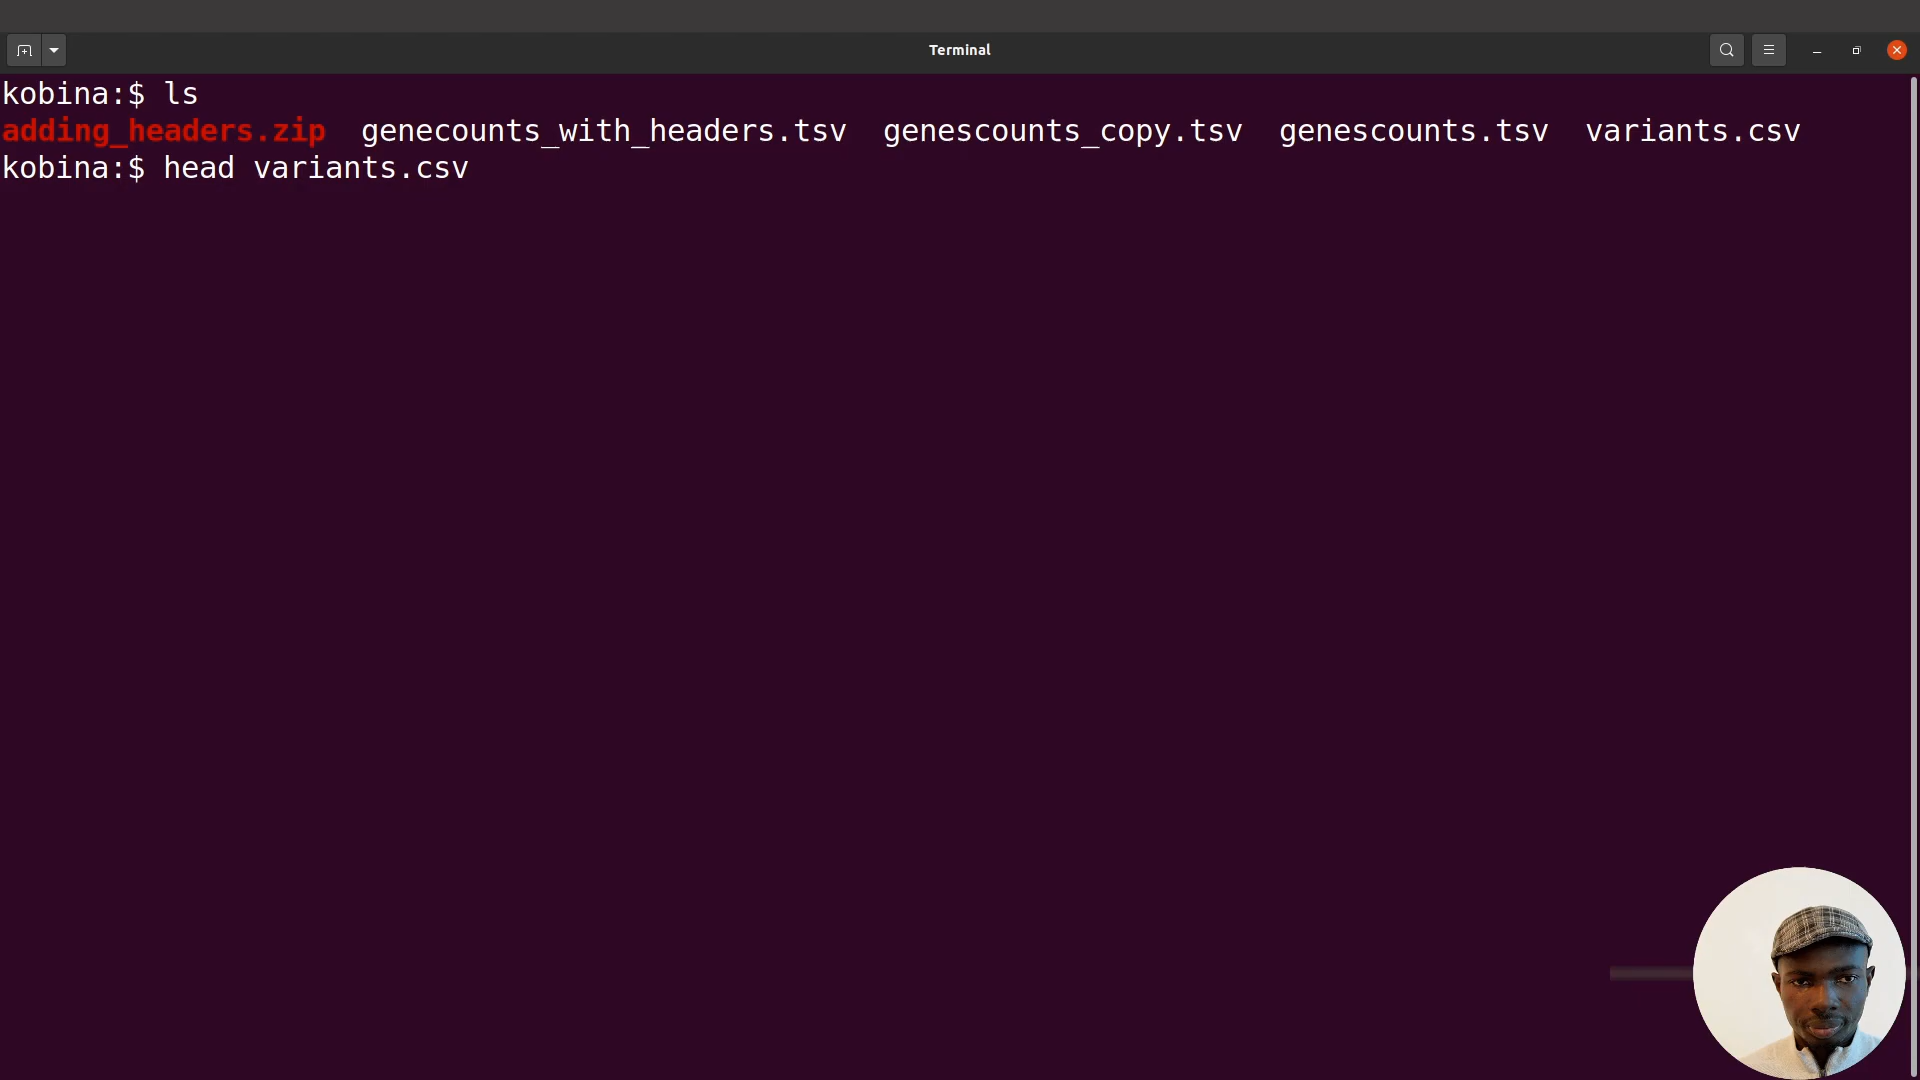 Terminal
kobina:$ ls
adding_headers.zip  genecounts_with_headers.tsv  genescounts_copy.tsv  genescounts.tsv  variants.csv
kobina:$ head variants.csv